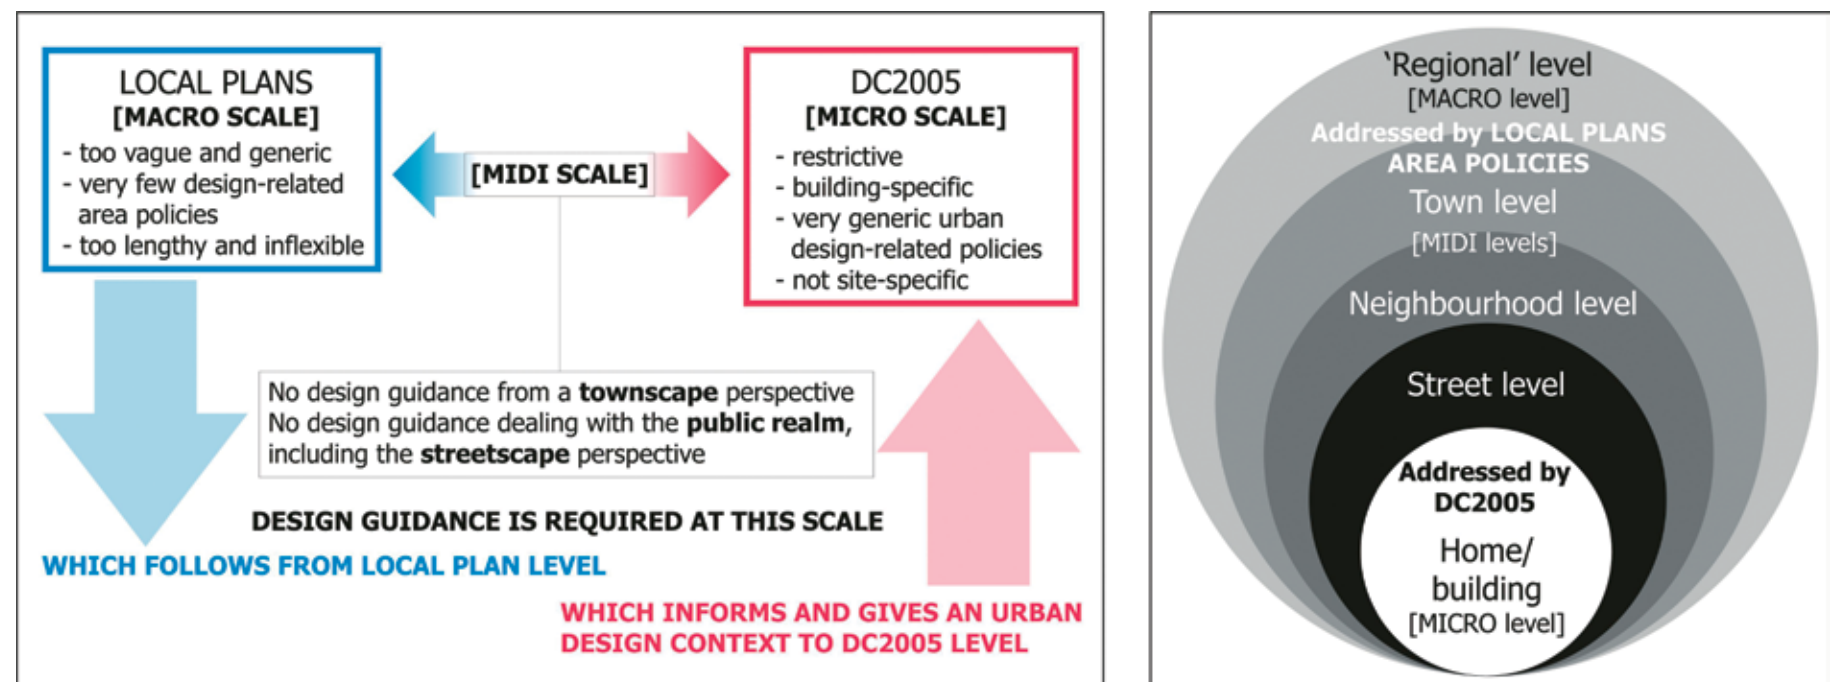 LOCAL PLANS
[MACRO SCALE]
- too vague and generic
- very few design-related
area policies
- too lengthy and inflexible
[MIDI SCALE]
DC2005
[MICRO SCALE]
- restrictive
- building-specific
- very generic urban
design-related policies
- not site-specific
No design guidance from a townscape perspective
No design guidance dealing with the public realm,
including the streetscape perspective
DESIGN GUIDANCE IS REQUIRED AT THIS SCALE
WHICH FOLLOWS FROM LOCAL PLAN LEVEL
WHICH INFORMS AND GIVES AN URBAN
DESIGN CONTEXT TO DC2005 LEVEL
‘Regional’ level
[MACRO level]
Addressed by LOCAL PLANS
AREA POLICIES
Town level
[MIDI levels]
Neighbourhood level
Street level
Addressed by
DC2005
Home/
building
[MICRO level]